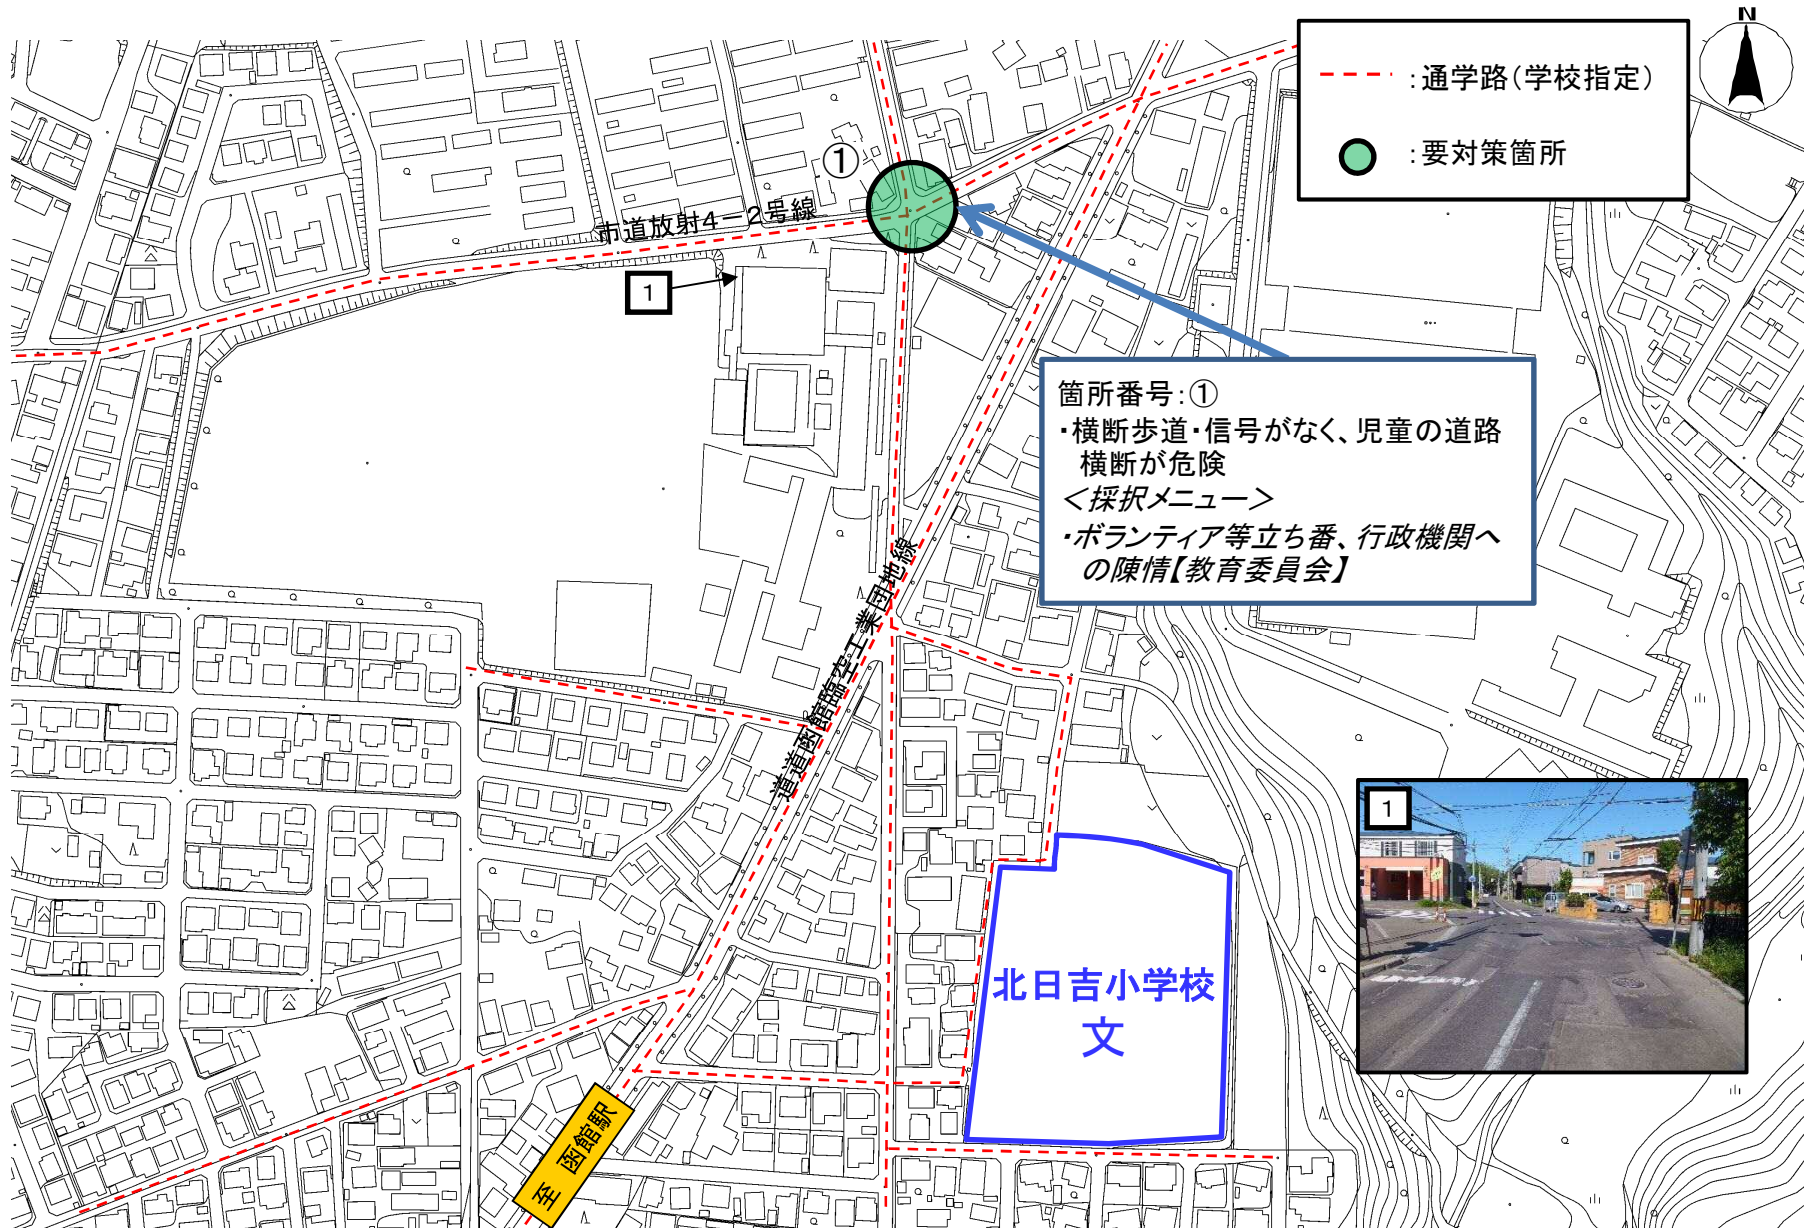 N
：通学路（学校指定）
：要対策箇所
①
市道放射4－2号線
1
箇所番号：①
・横断歩道・信号がなく、児童の道路
横断が危険
＜採択メニュー＞
・ボランティア等立ち番、行政機関へ
の陳情【教育委員会】
道道函館臨空工業団地線
1
北日吉小学校
文
至 函館駅